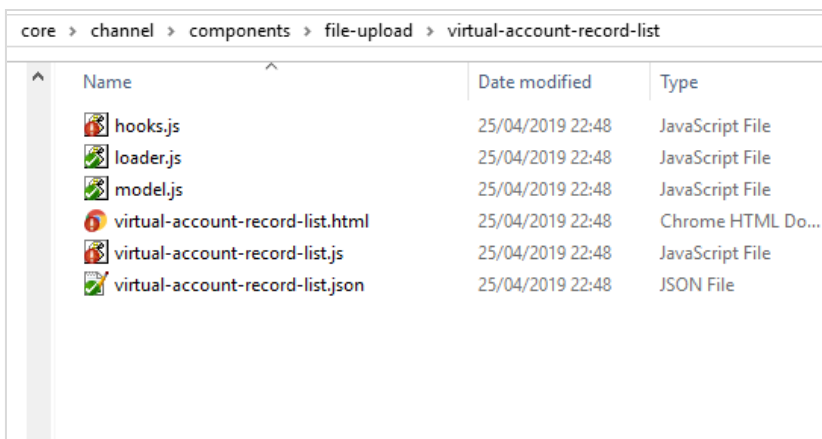 core > channel > components > file-upload > virtual-account-record-list
Name Date modified Type
hooks.js 25/04/2019 22:48 JavaScript File
loader.js 25/04/2019 22:48 JavaScript File
model.js 25/04/2019 22:48 JavaScript File
virtual-account-record-list.html 25/04/2019 22:48 Chrome HTML Do...
virtual-account-record-list.js 25/04/2019 22:48 JavaScript File
virtual-account-record-list.json 25/04/2019 22:48 JSON File